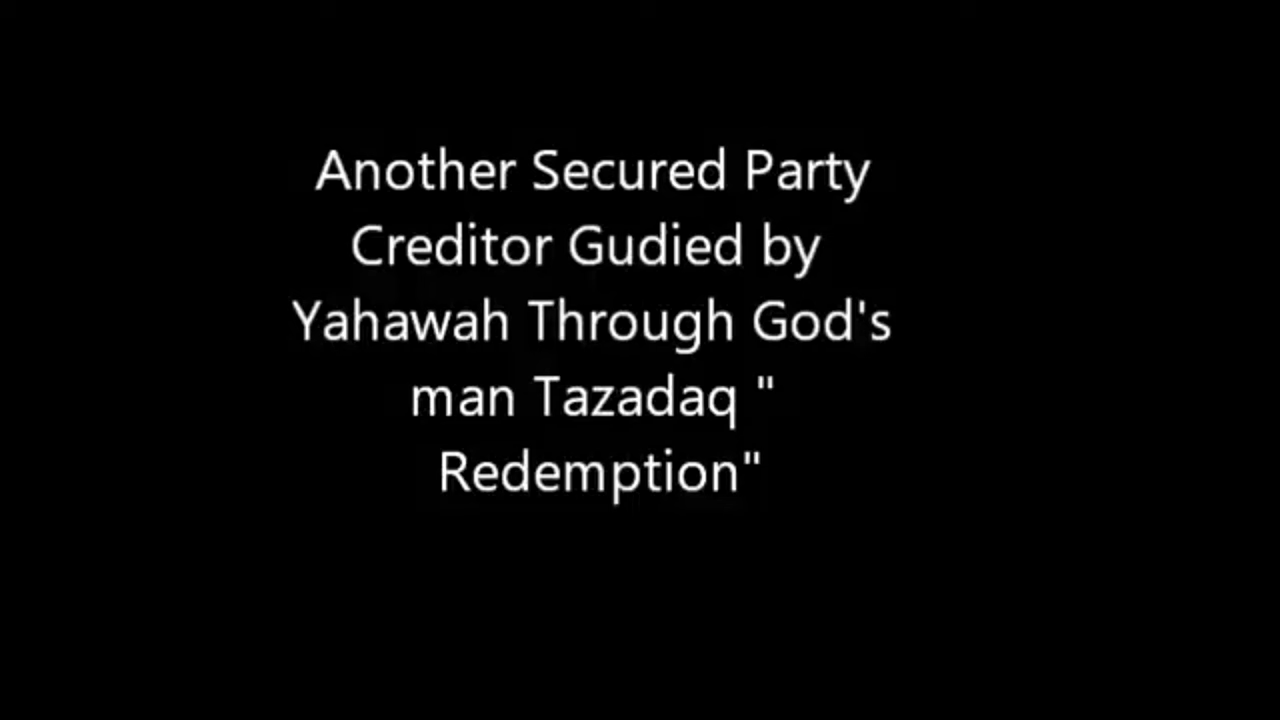 Another Secured Party
Creditor Gudied by
Yahawah Through God's
man Tazadaq "
Redemption"